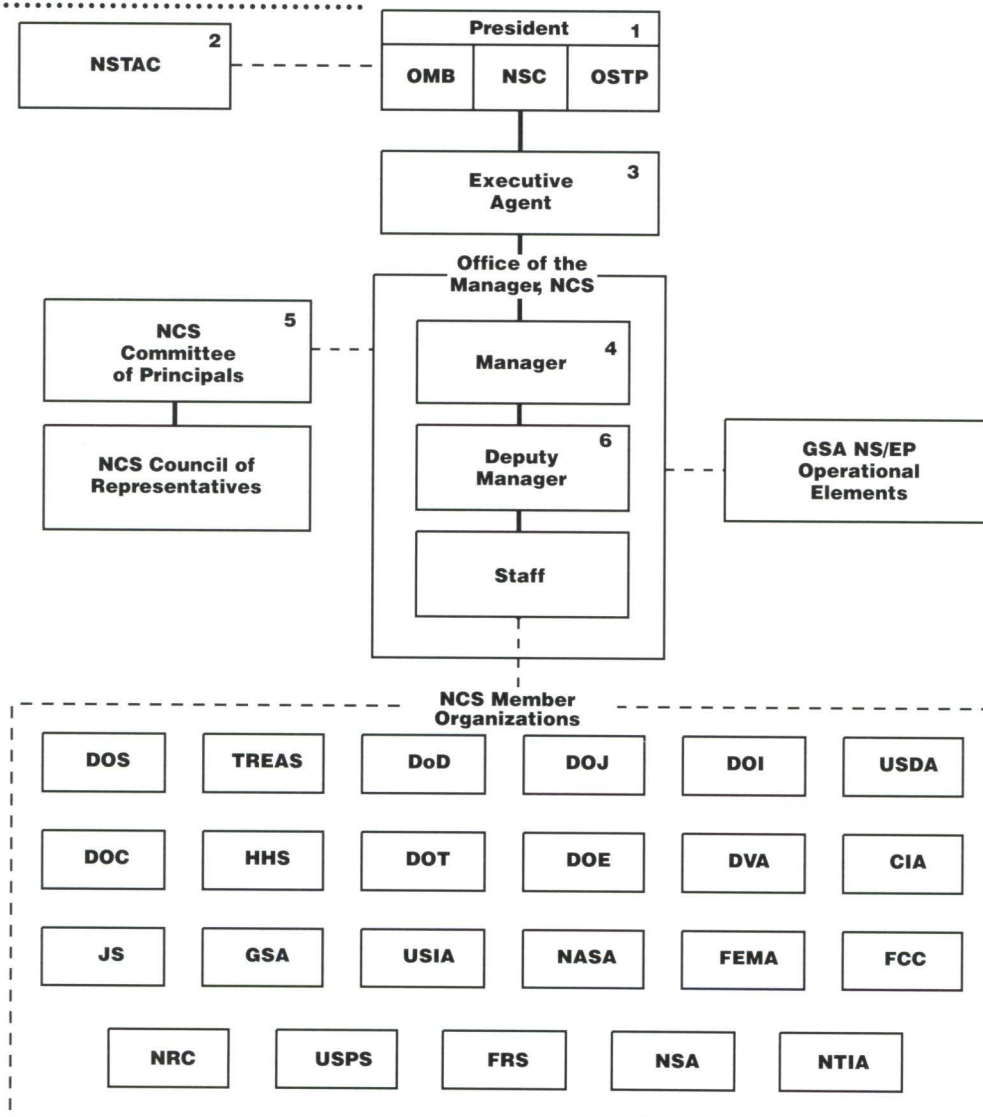 President 1
2
NSTAC
OMB NSC OSTP
3
Executive
Agent
Office of the
Manager, NCS
5
NCS
Committee
of Principals
4
Manager
NCS Council of
Representatives
6
Deputy
Manager
GSA NS/EP
Operational
Elements
Staff
NCS Member
Organizations
DOS TREAS DoD DOJ DOI USDA
DOC HHS DOT DOE DVA CIA
JS GSA USIA NASA FEMA FCC
NRC USPS FRS NSA NTIA